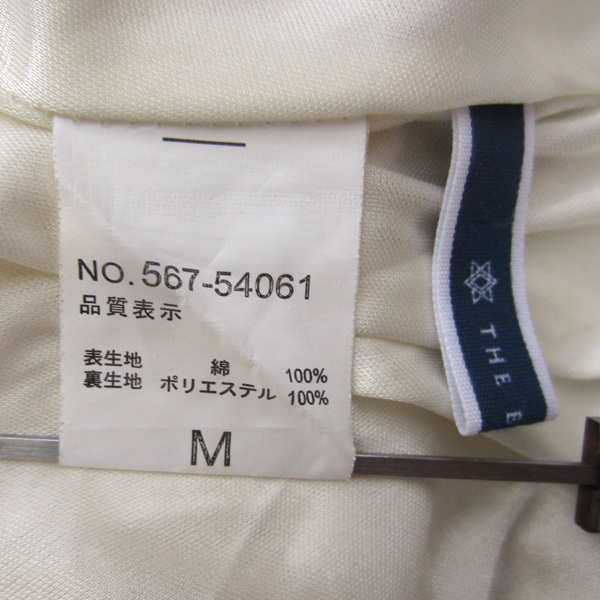 NO. 567-54061
品質表示
表生地 綿 100%
裏生地 ポリエステル 100%
M
THE E